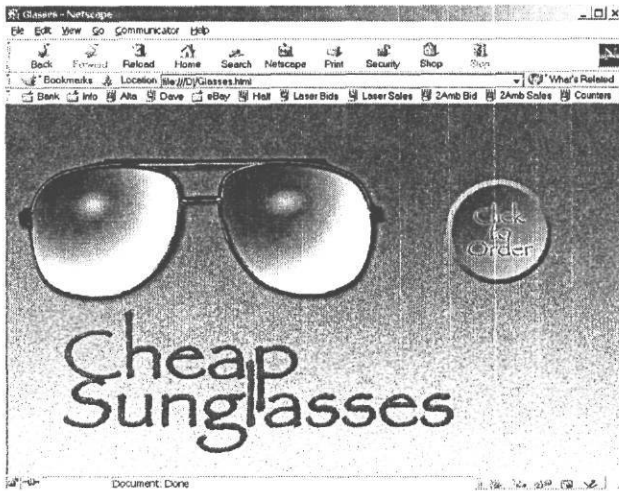 Glasses - Netscape
File Edit View Go Communicator Help
Back Forward Reload Home Search Netscape Print Security Shop Stop
Bookmarks Location: file:///D|/Glasses.html What's Related
Bank Info Alta Dave eBay Half Laser Bids Laser Sales 2Amb Bid 2Amb Sales Counters
Click
to
Order
Cheap
Sunglasses
Document: Done